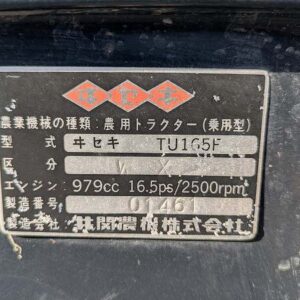 農業機械の種類:農用トラクター(乗用型)
型式 ヰセキ TU165F
区分 V X
エンジン 979cc 16.5ps/2500rpm
製造番号 01461
井関農機株式会社